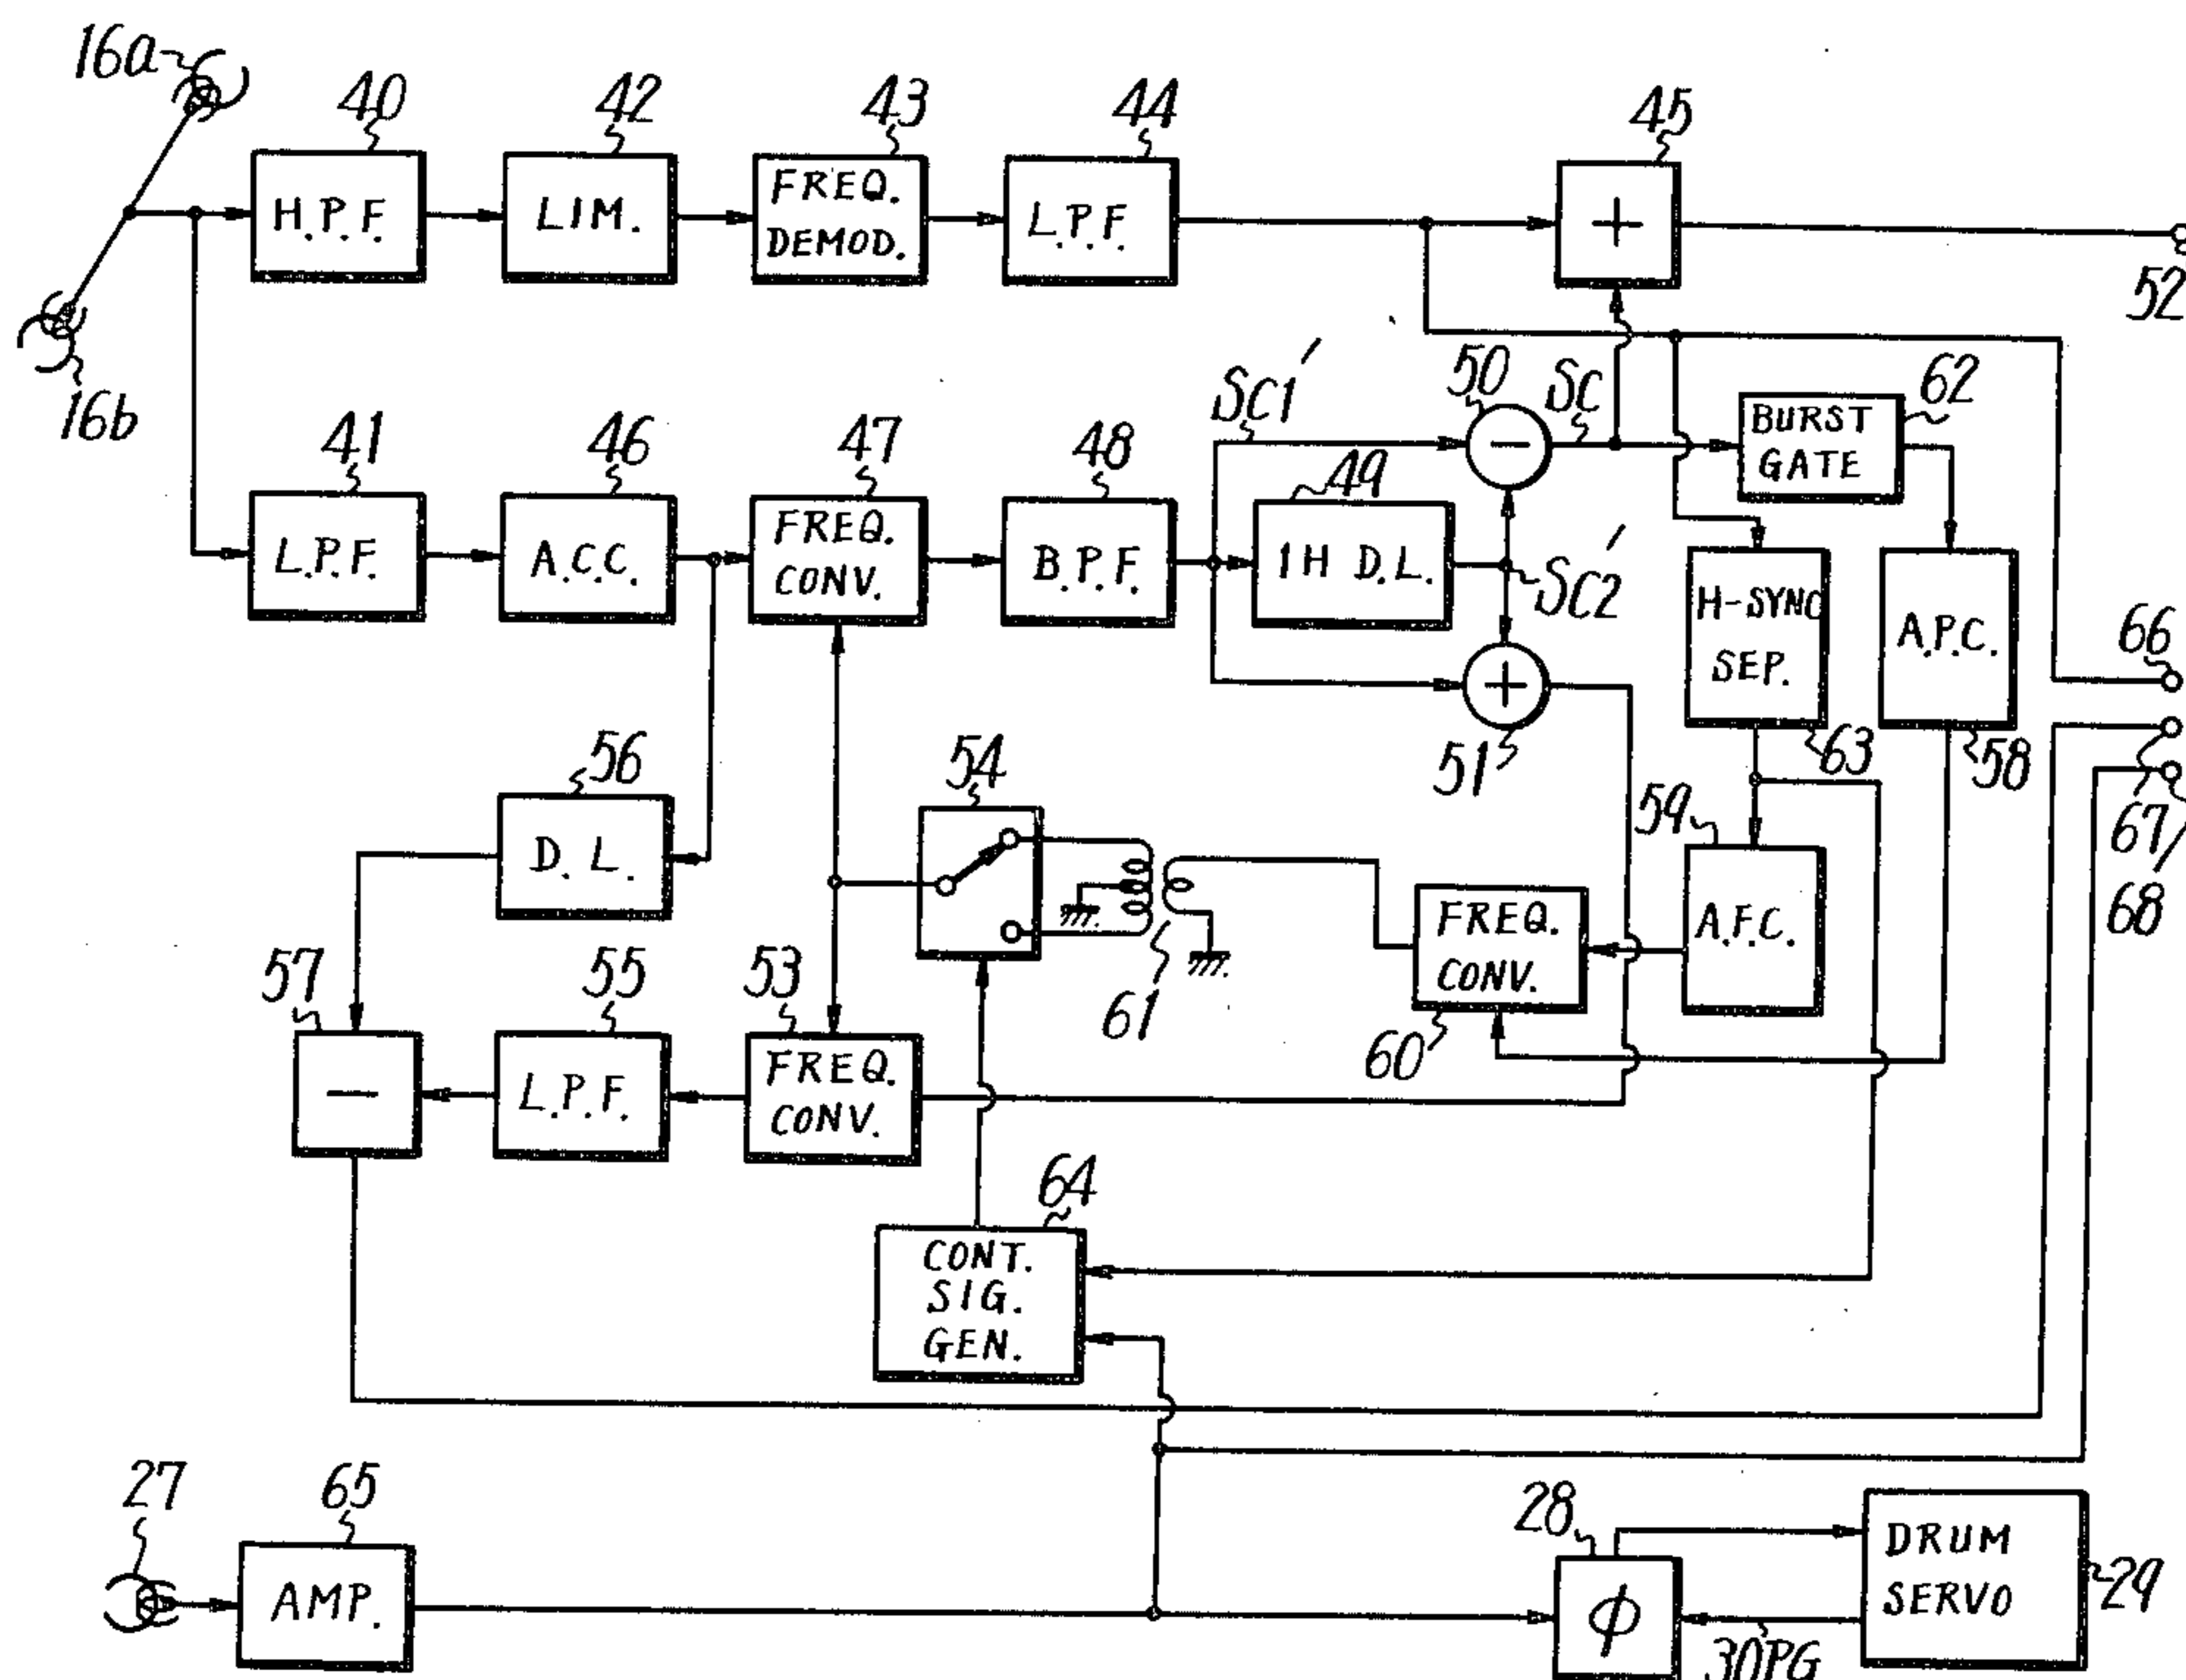 16a
40
42
43
44
45
H.P.F.
LIM.
FREQ.
DEMOD.
L.P.F.
+
52
16b
41
46
47
48
SC1'
50
SC
62
L.P.F.
A.C.C.
FREQ.
CONV.
B.P.F.
49
1H D.L.
−
BURST
GATE
SC2'
+
51
H-SYNC
SEP.
A.P.C.
66
63
58
67
68
56
D. L.
54
59
A.F.C.
57
55
53
61
FREQ.
CONV.
60
−
L.P.F.
FREQ.
CONV.
64
CONT.
SIG.
GEN.
27
65
AMP.
28
ϕ
DRUM
SERVO
29
30PG